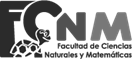 FCNM
Facultad de Ciencias
Naturales y Matemáticas